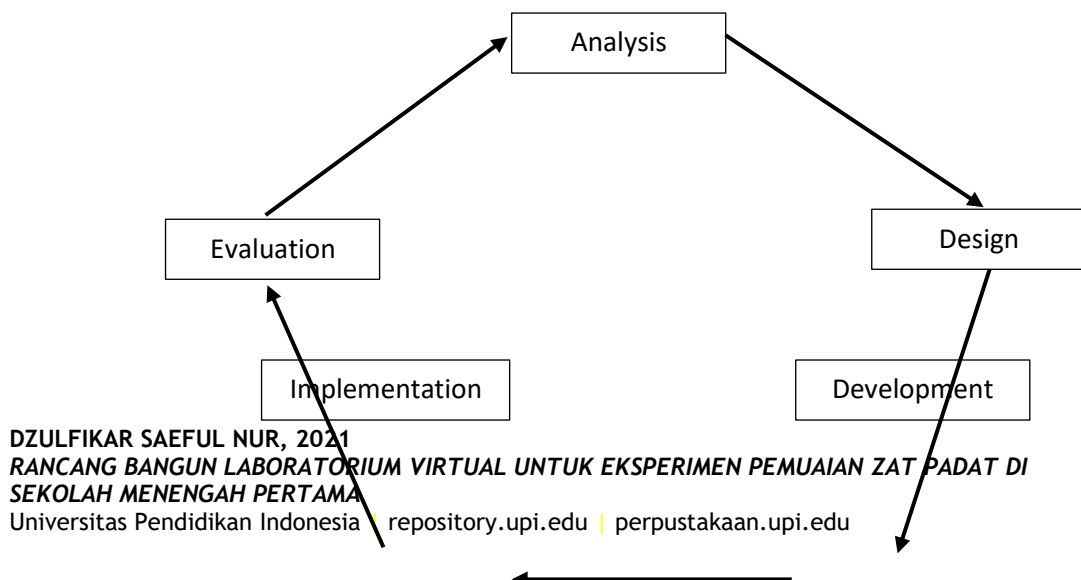 Analysis
Evaluation
Design
Implementation
Development
DZULFIKAR SAEFUL NUR, 2021
RANCANG BANGUN LABORATORIUM VIRTUAL UNTUK EKSPERIMEN PEMUAIAN ZAT PADAT DI
SEKOLAH MENENGAH PERTAMA
Universitas Pendidikan Indonesia | repository.upi.edu | perpustakaan.upi.edu